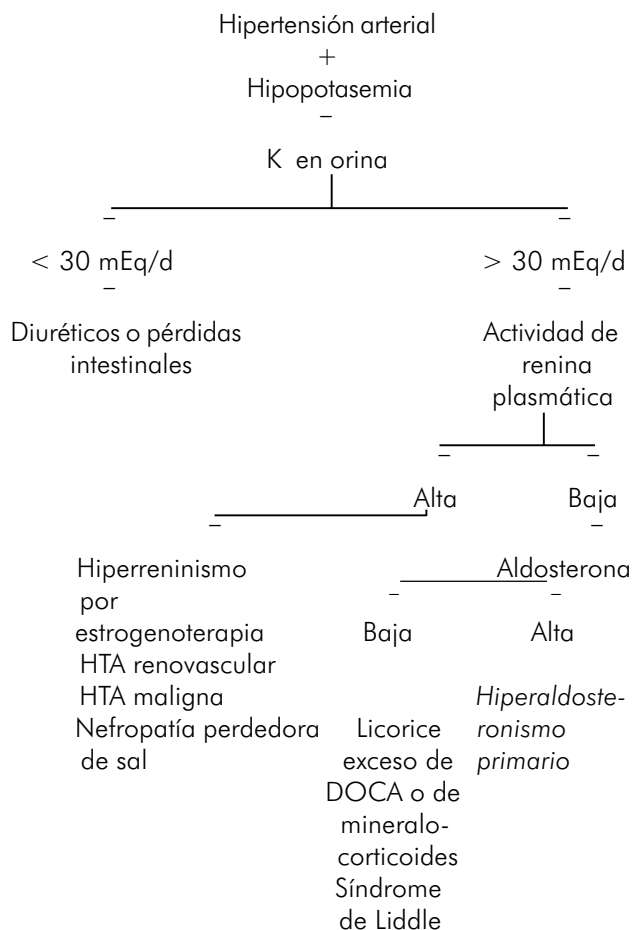 Hipertensión arterial
+
Hipopotasemia
–
K en orina
– –
< 30 mEq/d > 30 mEq/d
– –
Diuréticos o pérdidas
intestinales
Actividad de
renina
plasmática
– –
Alta Baja
– –
Hiperreninismo
por
estrogenoterapia
HTA renovascular
HTA maligna
Nefropatía perdedora
de sal
Aldosterona
– –
Baja Alta
Licorice
exceso de
DOCA o de
mineralo-
corticoides
Síndrome
de Liddle
Hiperaldoste-
ronismo
primario